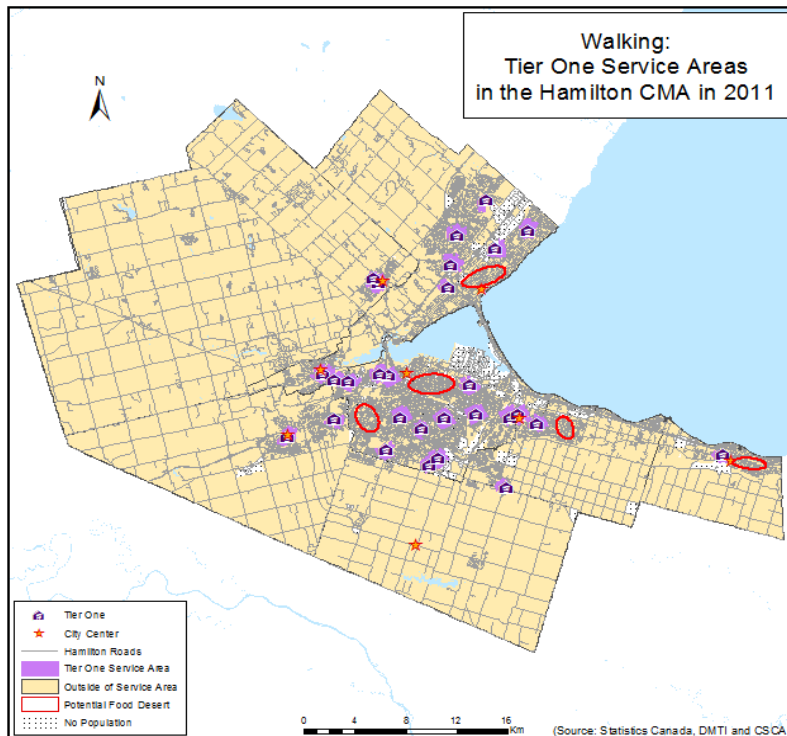 Walking:
Tier One Service Areas
in the Hamilton CMA in 2011
N
Tier One
City Center
Hamilton Roads
Tier One Service Area
Outside of Service Area
Potential Food Desert
No Population
0 4 8 12 16
Km
(Source: Statistics Canada, DMTI and CSCA